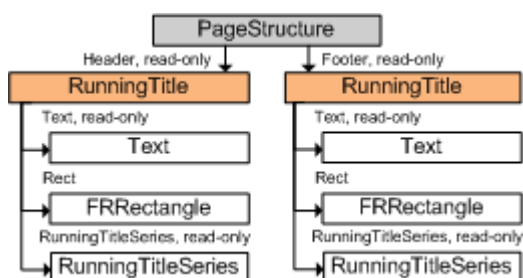 PageStructure
Header, read-only
Footer, read-only
RunningTitle
RunningTitle
Text, read-only
Text, read-only
Text
Text
Rect
Rect
FRRectangle
FRRectangle
RunningTitleSeries, read-only
RunningTitleSeries, read-only
RunningTitleSeries
RunningTitleSeries